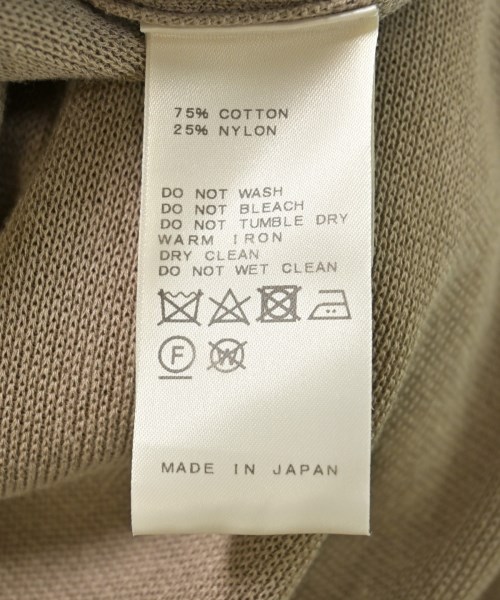 75% COTTON
25% NYLON
DO NOT WASH
DO NOT BLEACH
DO NOT TUMBLE DRY
WARM IRON
DRY CLEAN
DO NOT WET CLEAN
F W
MADE IN JAPAN